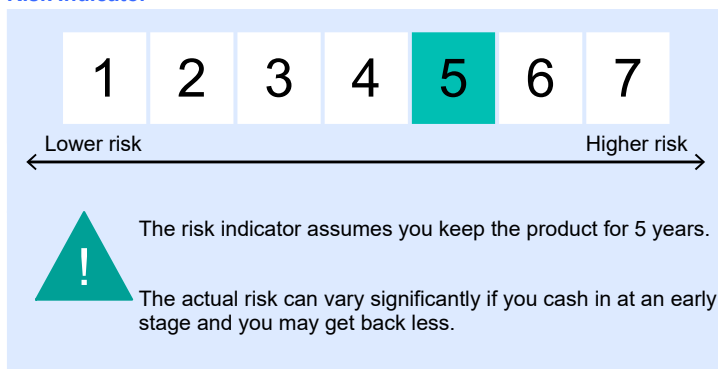 Risk Indicator
1 2 3 4 5 6 7
Lower risk Higher risk
!
The risk indicator assumes you keep the product for 5 years.
The actual risk can vary significantly if you cash in at an early
stage and you may get back less.